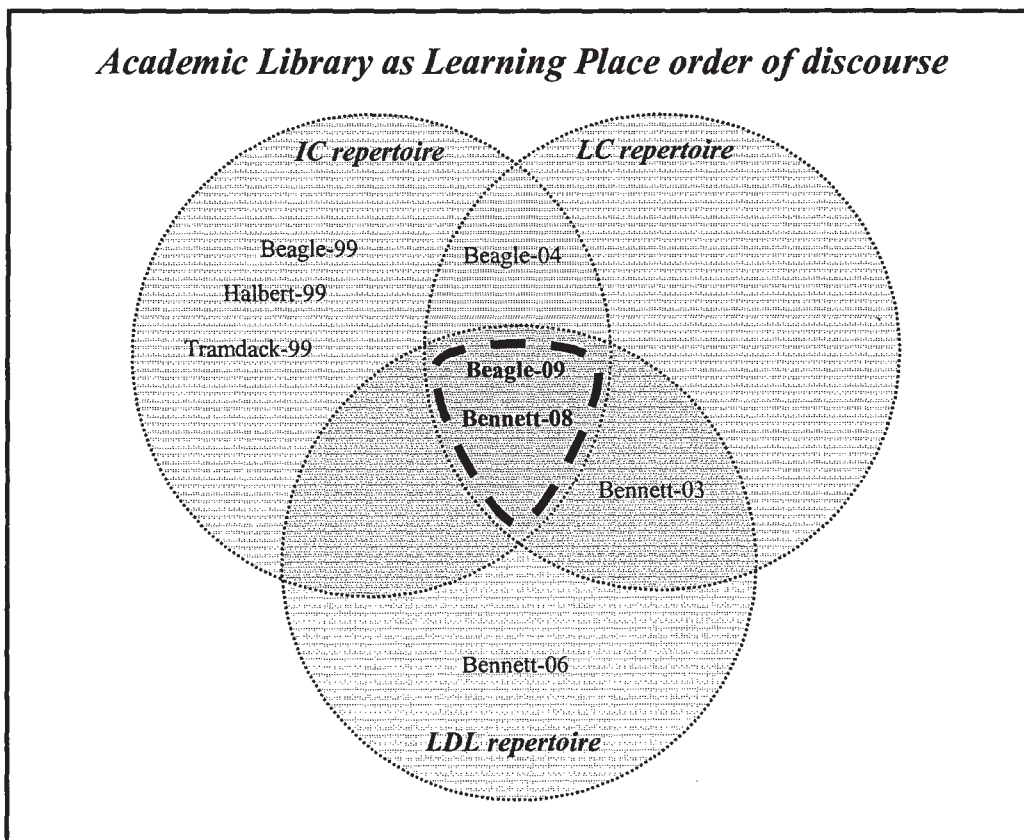 Academic Library as Learning Place order of discourse
IC repertoire
LC repertoire
Beagle-99
Beagle-04
Halbert-99
Tramdack-99
Beagle-09
Bennett-08
Bennett-03
Bennett-06
LDL repertoire